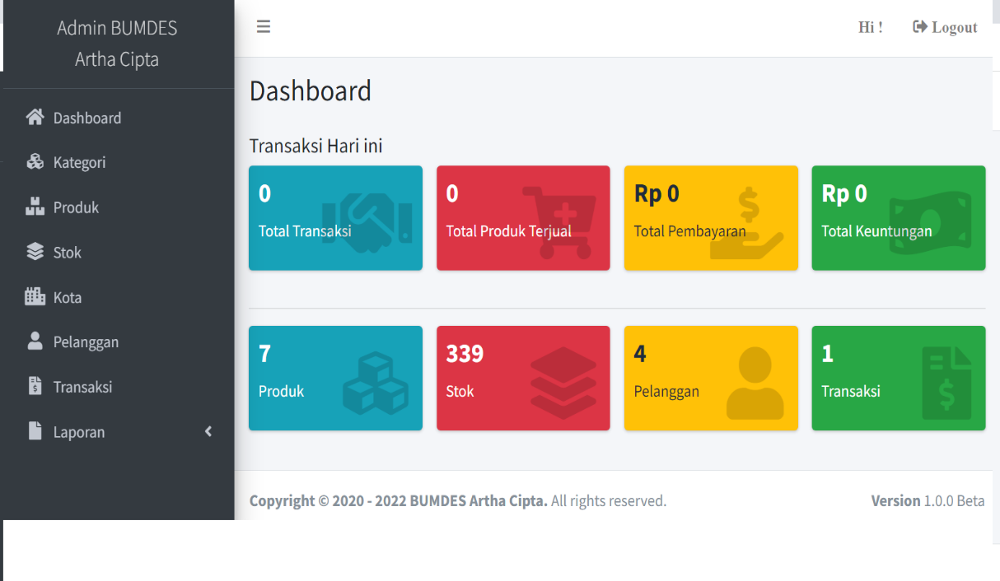 Admin BUMDES
Artha Cipta
Dashboard
Kategori
Produk
Stok
Kota
Pelanggan
Transaksi
Laporan
Hi !
Logout
Dashboard
Transaksi Hari ini
0
Total Transaksi
0
Total Produk Terjual
Rp 0
Total Pembayaran
Rp 0
Total Keuntungan
7
Produk
339
Stok
4
Pelanggan
1
Transaksi
Copyright © 2020 - 2022 BUMDES Artha Cipta. All rights reserved.
Version 1.0.0 Beta